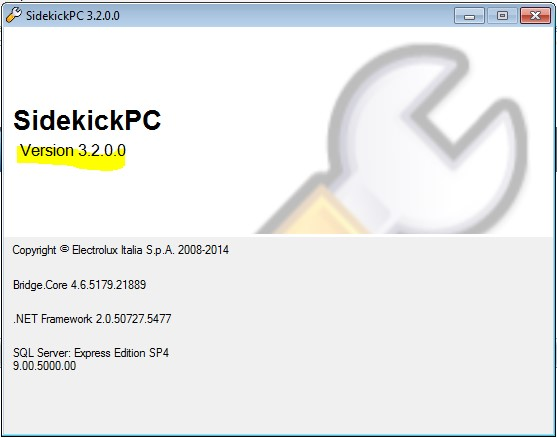 SidekickPC 3.2.0.0
SidekickPC
Version 3.2.0.0
Copyright © Electrolux Italia S.p.A. 2008-2014
Bridge.Core 4.6.5179.21889
.NET Framework 2.0.50727.5477
SQL Server: Express Edition SP4
9.00.5000.00